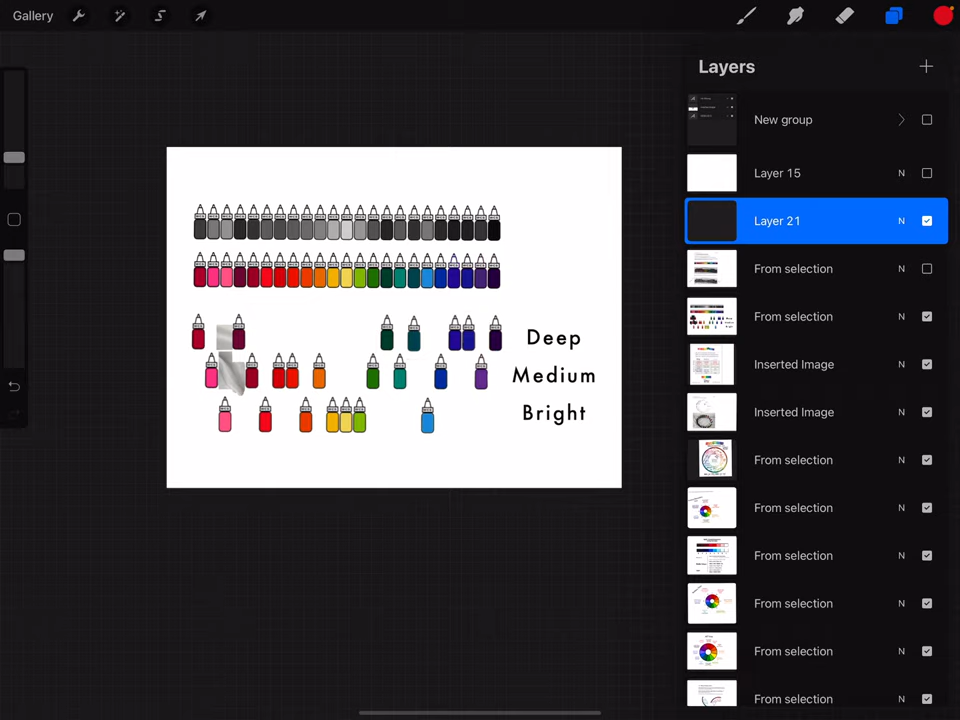 Gallery
Layers
New group
Layer 15 N
Layer 21 N
From selection N
From selection N
Inserted Image N
Inserted Image N
From selection N
From selection N
From selection N
From selection N
From selection N
From selection N
Deep
Medium
Bright